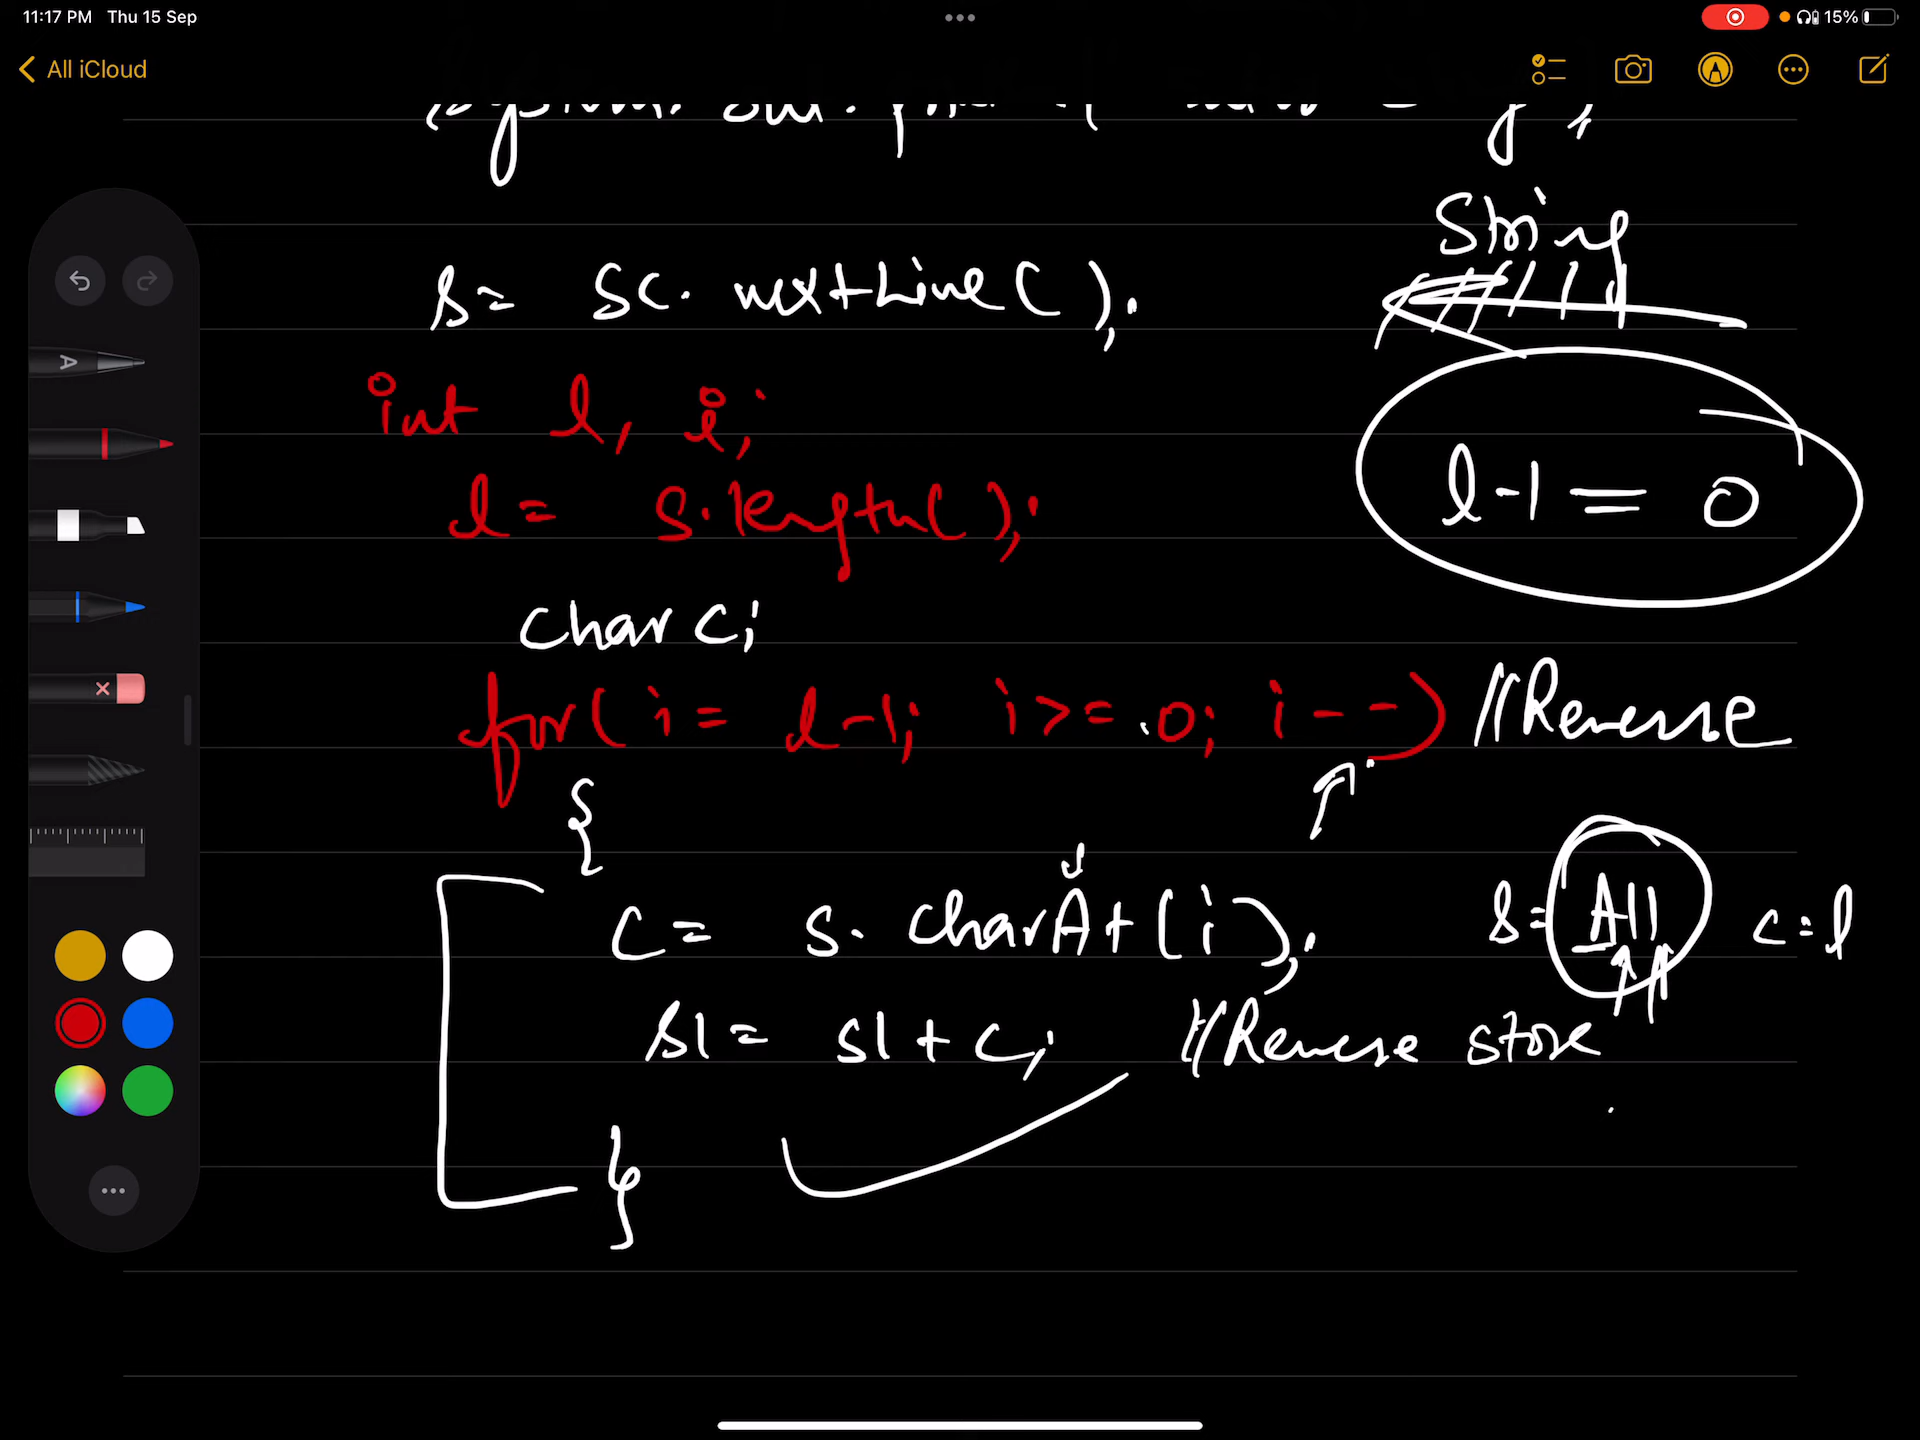 11:17 PM Thu 15 Sep
15%
All iCloud
String
s= sc. nextLine( );
int l, i;
l-1 = 0
l= s.length( );
char c;
for( i= l-1; i>= 0; i--) //Reverse
{
c= s. charAt(i);
s= All c=l
s1= s1+ c; //Reverse store
}